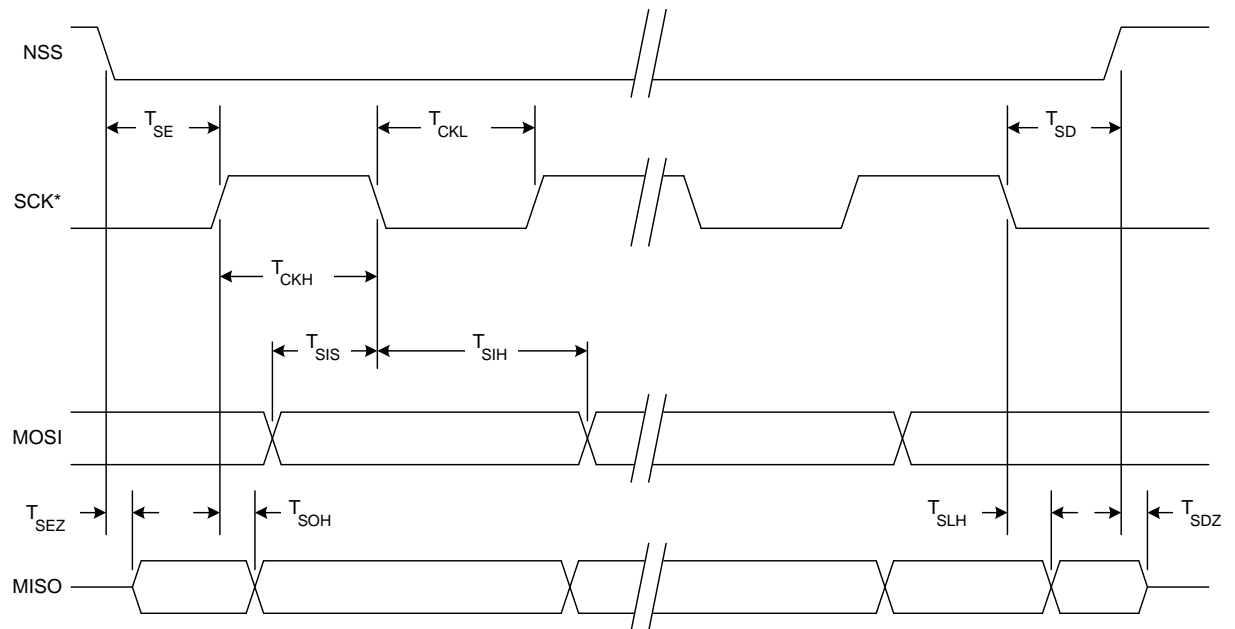 NSS
T_SE
T_CKL
T_SD
SCK*
T_CKH
T_SIS
T_SIH
MOSI
T_SEZ
T_SOH
T_SLH
T_SDZ
MISO